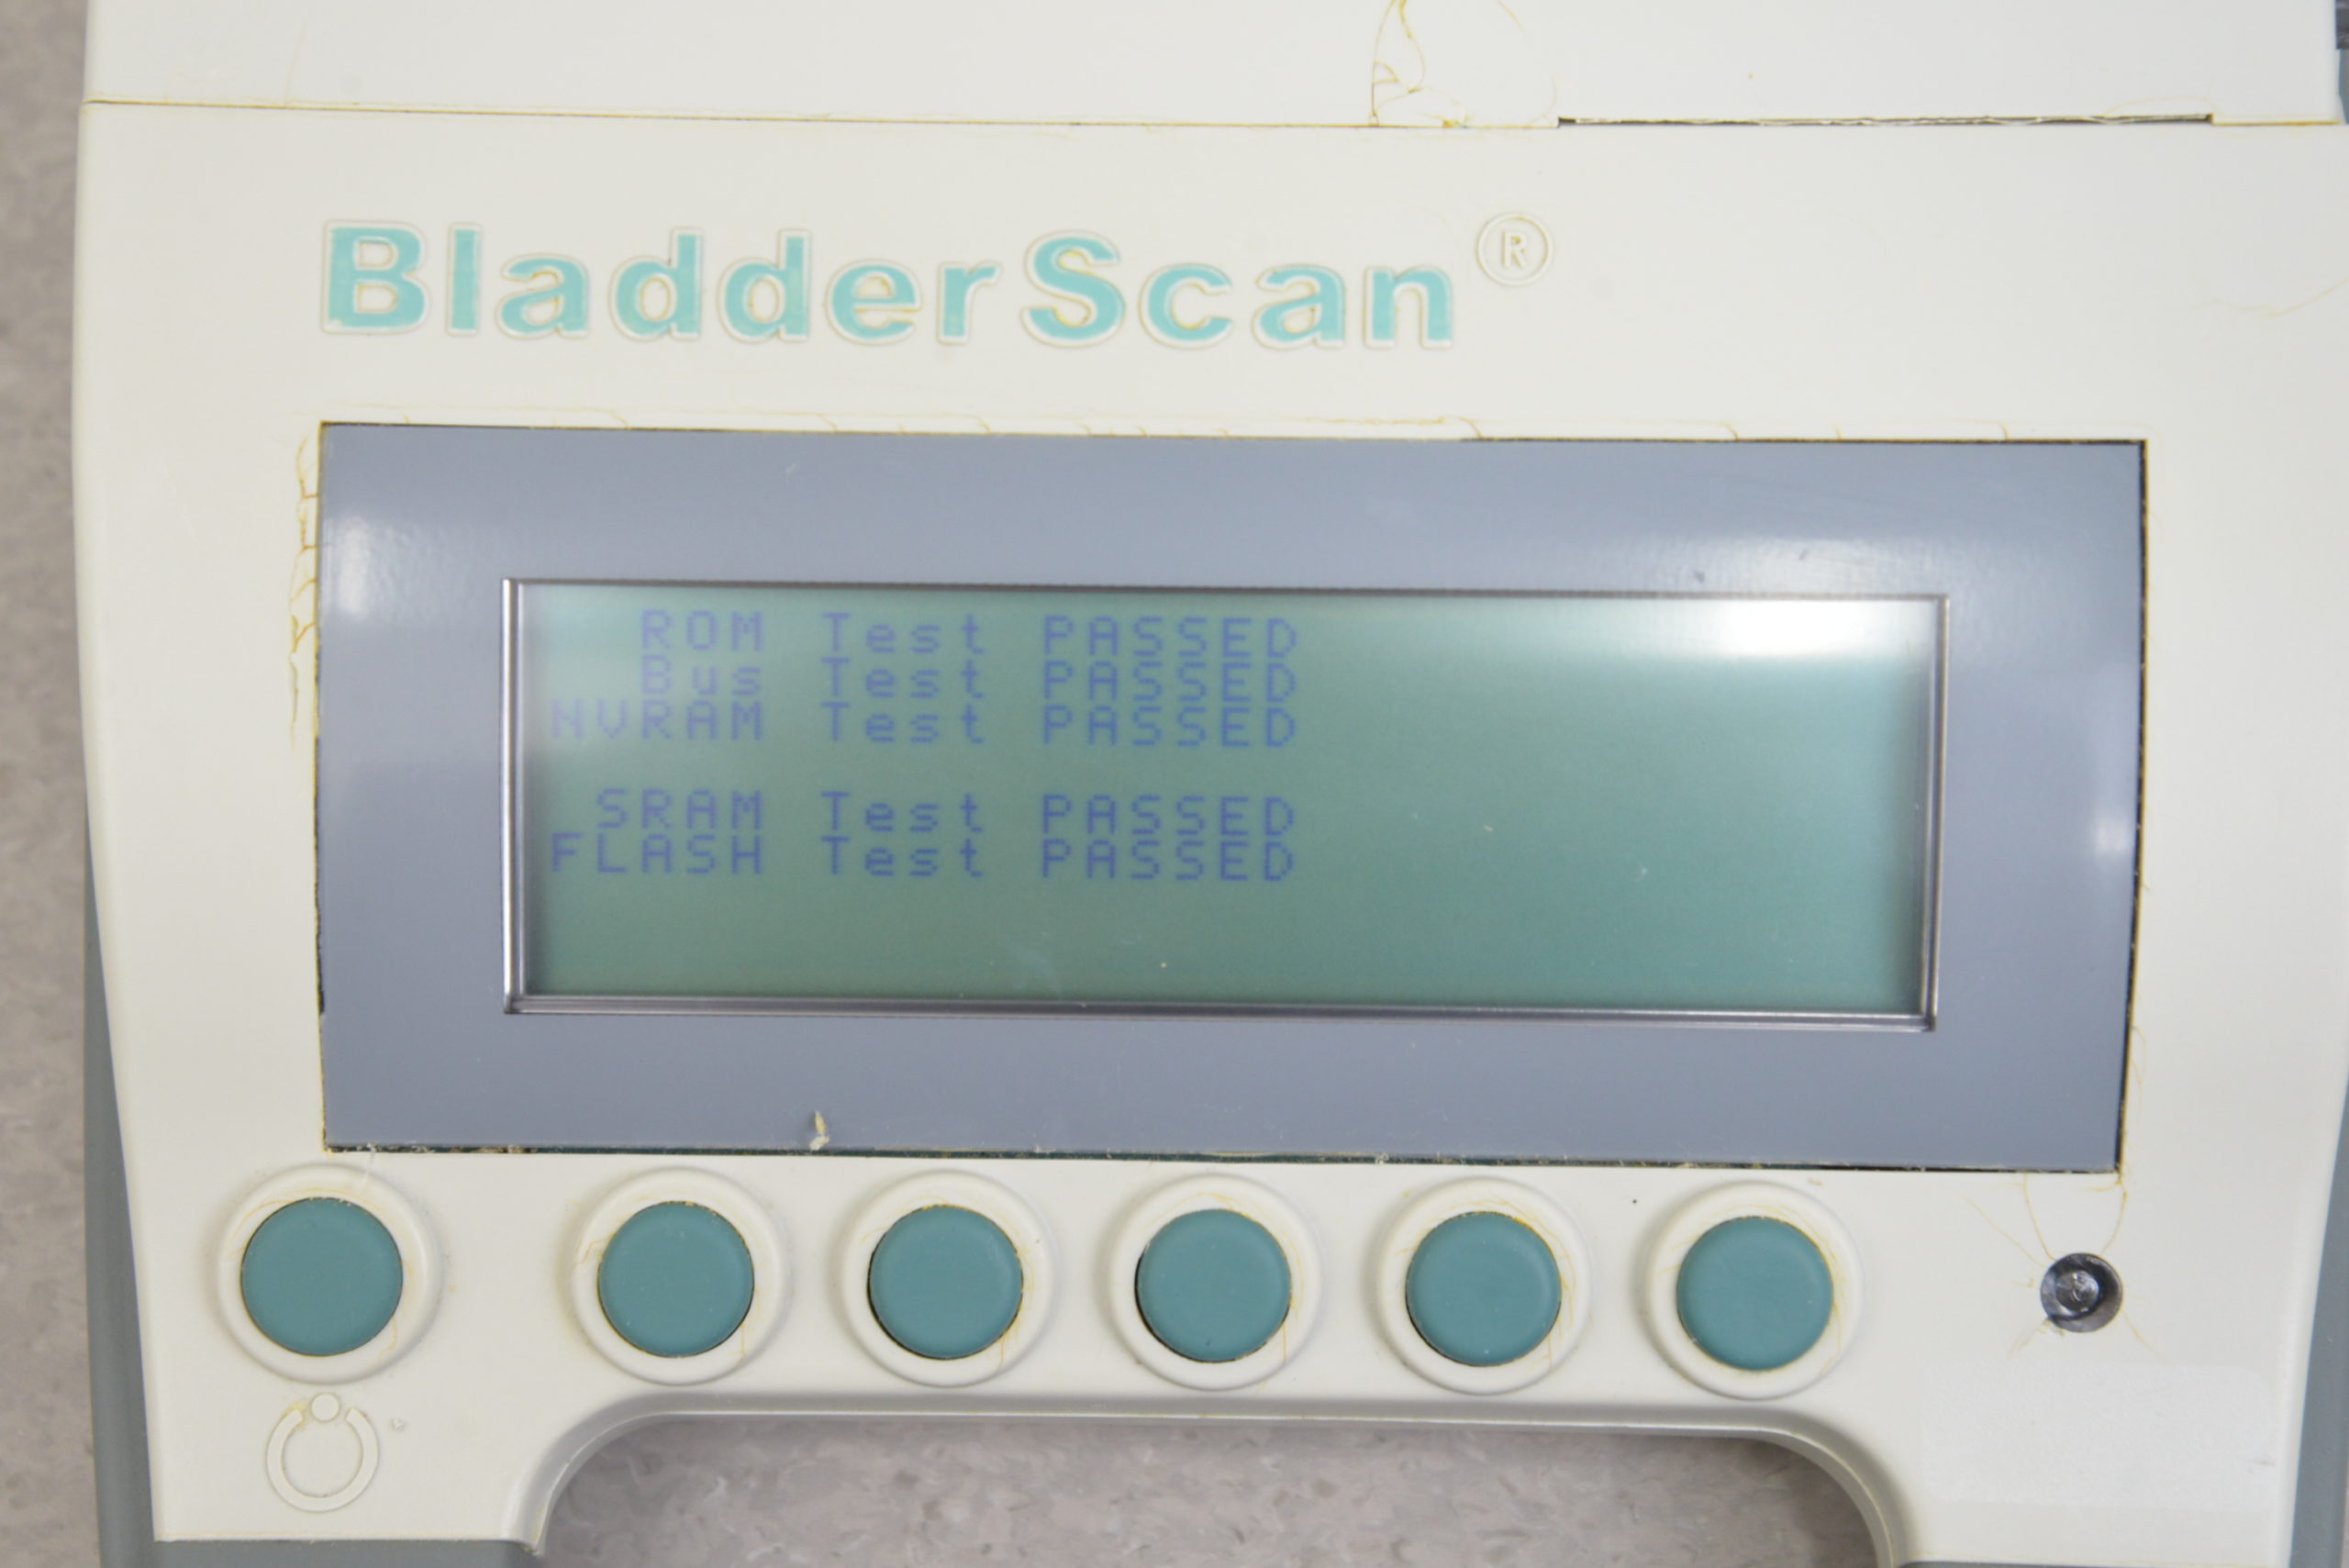 BladderScan®
ROM Test PASSED
Bus Test PASSED
NVRAM Test PASSED
SRAM Test PASSED
FLASH Test PASSED